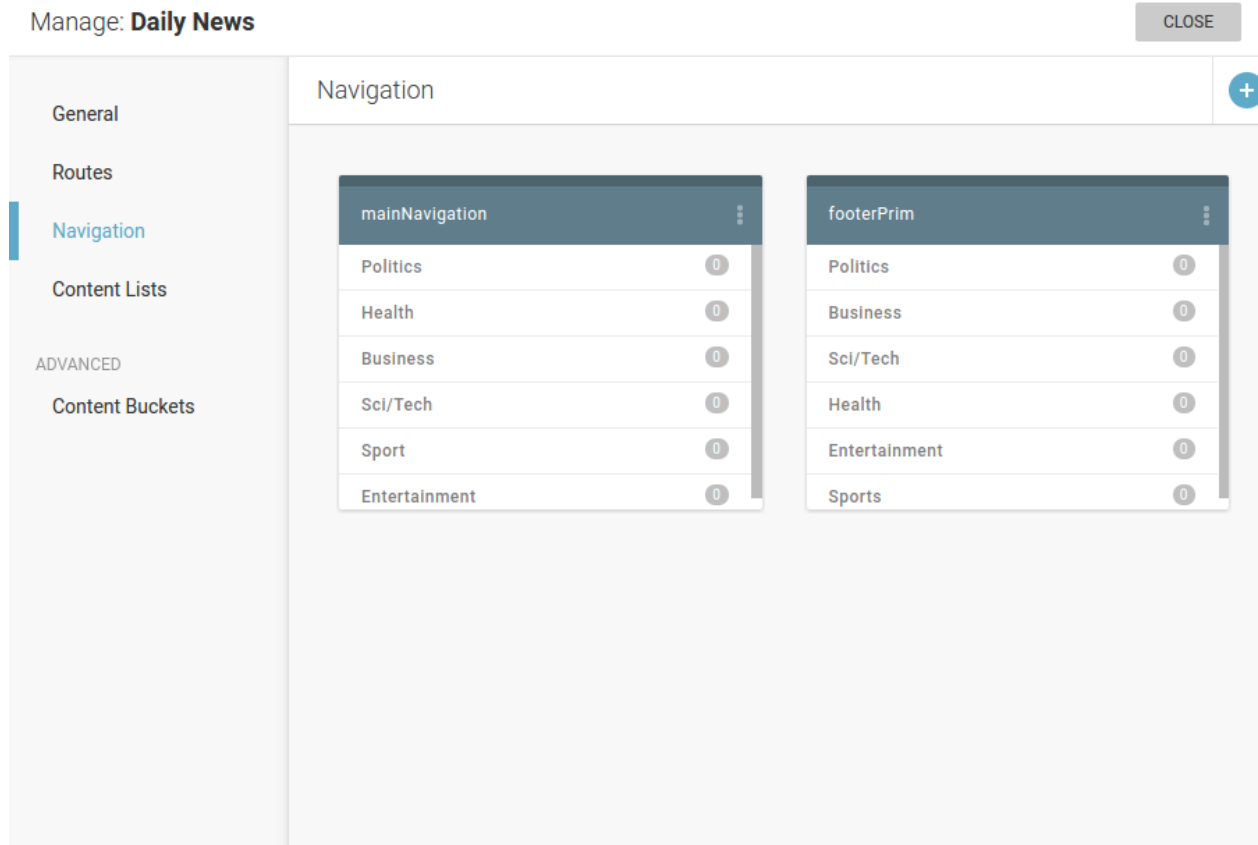 Manage: Daily News
CLOSE
General
Routes
Navigation
Content Lists
ADVANCED
Content Buckets
Navigation
+
mainNavigation
Politics 0
Health 0
Business 0
Sci/Tech 0
Sport 0
Entertainment 0
footerPrim
Politics 0
Business 0
Sci/Tech 0
Health 0
Entertainment 0
Sports 0